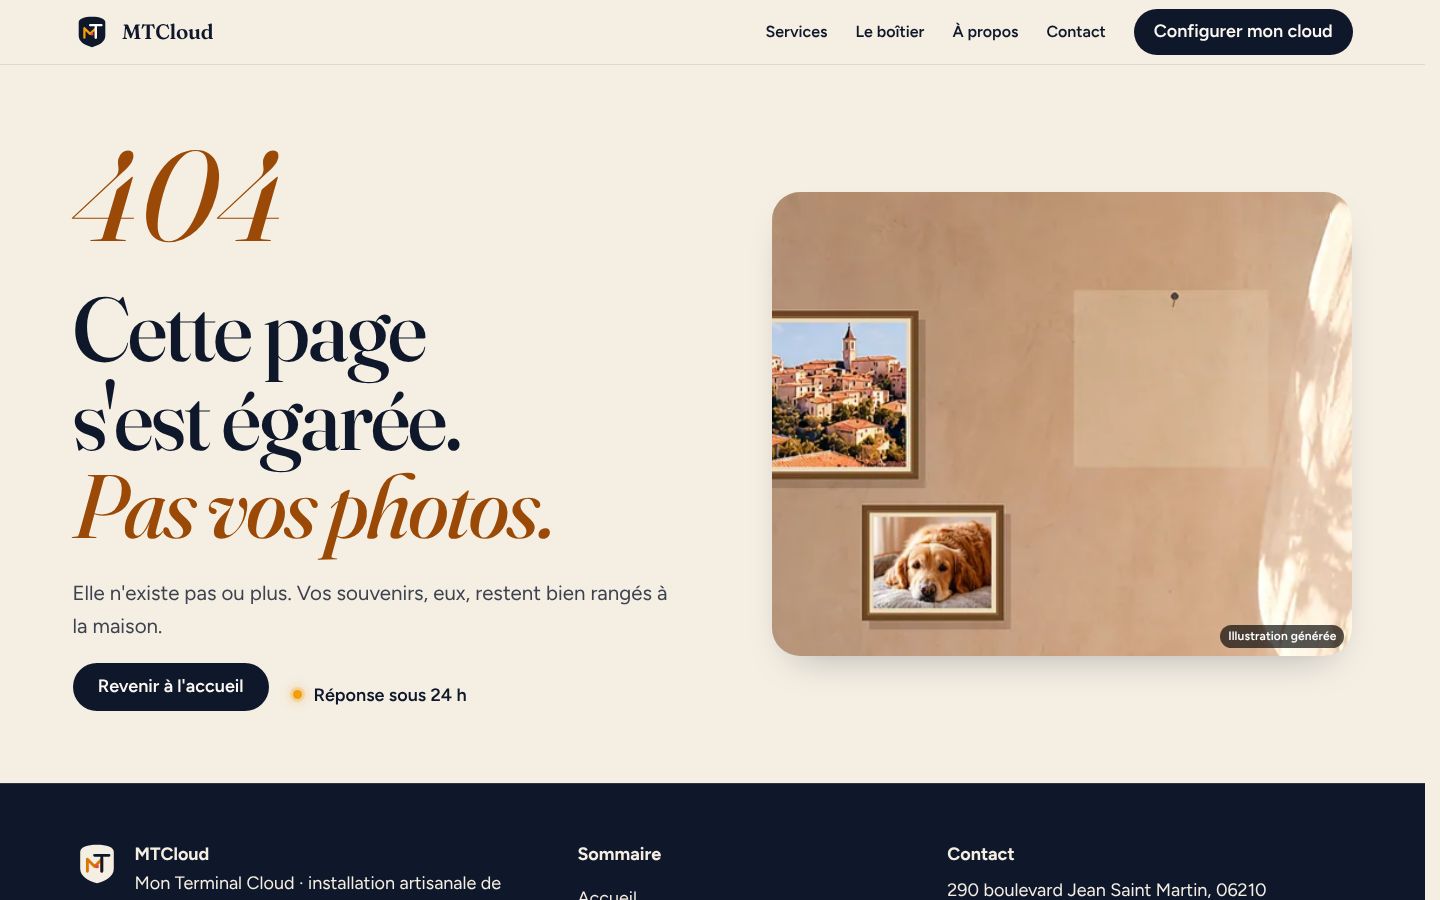 MTCloud
Services
Le boîtier
À propos
Contact
Configurer mon cloud
404
Cette page
s'est égarée.
Pas vos photos.
Elle n'existe pas ou plus. Vos souvenirs, eux, restent bien rangés à
la maison.
Revenir à l'accueil
Réponse sous 24 h
Illustration générée
MTCloud
Mon Terminal Cloud · installation artisanale de
Sommaire
Accueil
Contact
290 boulevard Jean Saint Martin, 06210